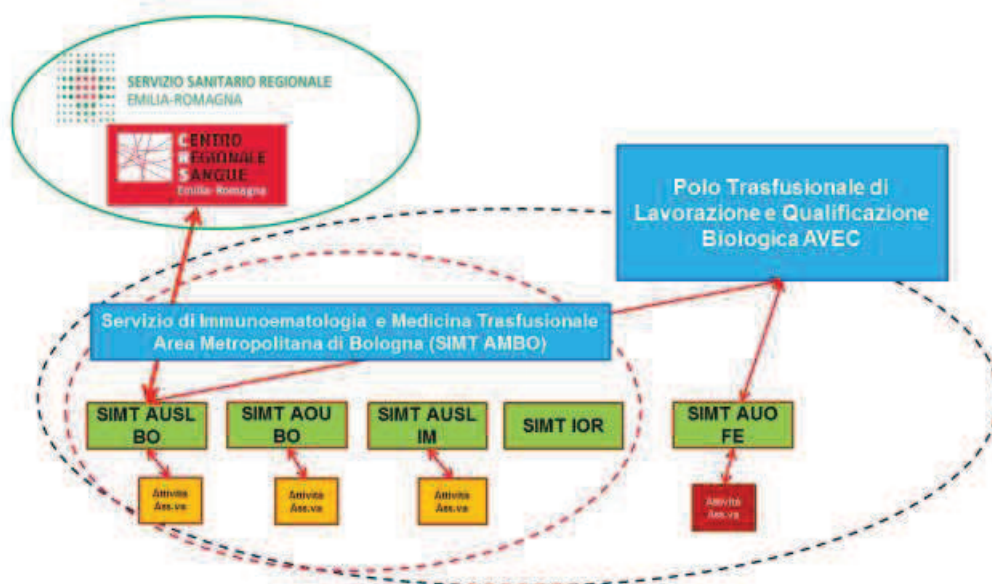 SERVIZIO SANITARIO REGIONALE
EMILIA-ROMAGNA
CENTRO
REGIONALE
SANGUE
Emilia-Romagna
Polo Trasfusionale di
Lavorazione e Qualificazione
Biologica AVEC
Servizio di Immunoematologia e Medicina Trasfusionale
Area Metropolitana di Bologna (SIMT AMBO)
SIMT AUSL
BO
SIMT AOU
BO
SIMT AUSL
IM
SIMT IOR
SIMT AUO
FE
Attività
Ass.va
Attività
Ass.va
Attività
Ass.va
Attività
Ass.va